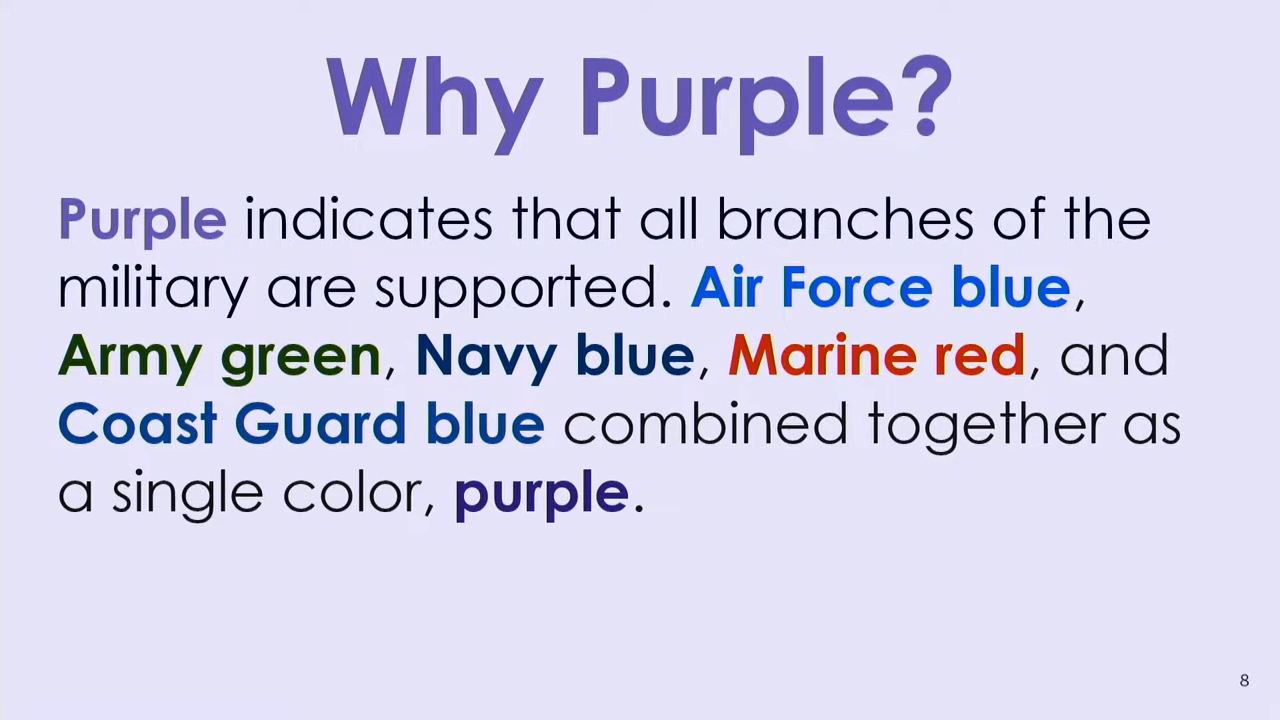 Why Purple?
Purple indicates that all branches of the
military are supported. Air Force blue,
Army green, Navy blue, Marine red, and
Coast Guard blue combined together as
a single color, purple.
8